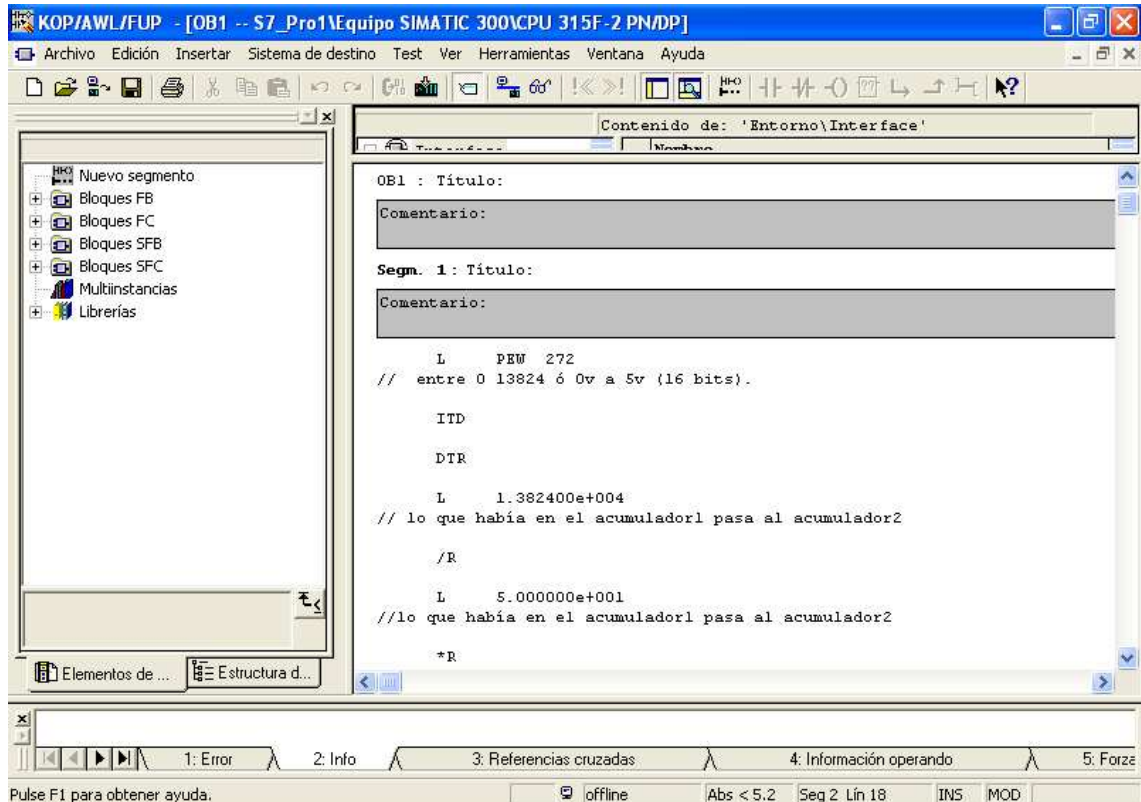 KOP/AWL/FUP - [OB1 -- S7_Pro1\Equipo SIMATIC 300\CPU 315F-2 PN/DP]
Archivo Edición Insertar Sistema de destino Test Ver Herramientas Ventana Ayuda
Contenido de: 'Entorno\Interface'
Interface Nombre
Nuevo segmento
Bloques FB
Bloques FC
Bloques SFB
Bloques SFC
Multiinstancias
Librerías
Elementos de ... Estructura d...
OB1 : Título:
Comentario:
Segm. 1 : Título:
Comentario:
L PEW 272
// entre 0 13824 ó 0v a 5v (16 bits).
ITD
DTR
L 1.382400e+004
// lo que había en el acumulador1 pasa al acumulador2
/R
L 5.000000e+001
//lo que había en el acumulador1 pasa al acumulador2
*R
1: Error 2: Info 3: Referencias cruzadas 4: Información operando 5: Forza
Pulse F1 para obtener ayuda. offline Abs < 5.2 Seg 2 Lín 18 INS MOD